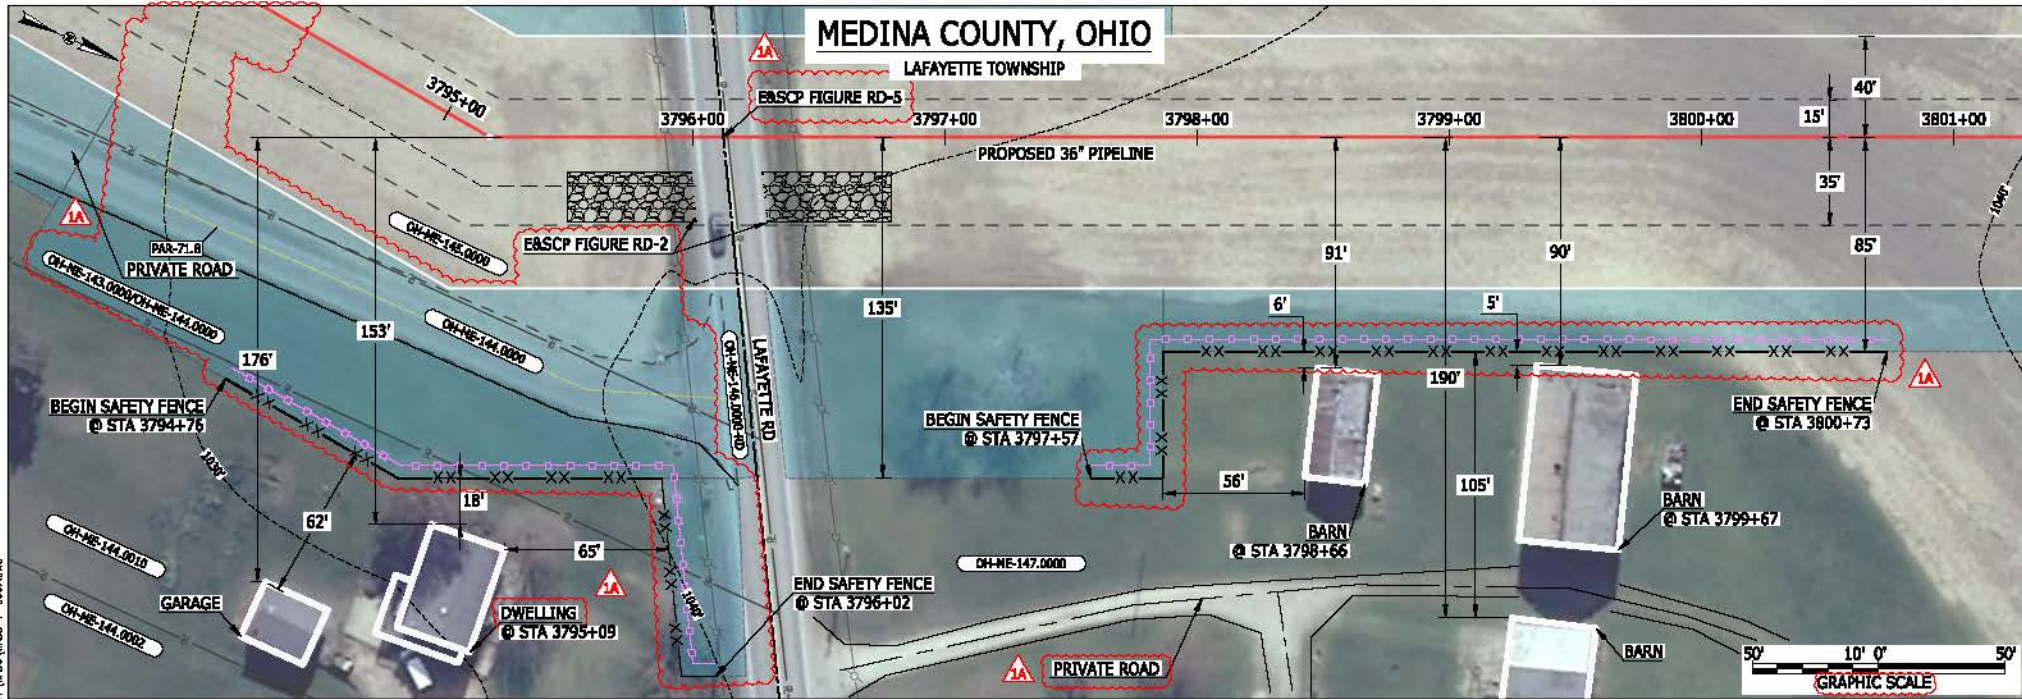 MEDINA COUNTY, OHIO
LAFAYETTE TOWNSHIP
1A
E&SCP FIGURE RD-5
3795+00
3796+00
3797+00
3798+00
3799+00
3800+00
3801+00
40'
15'
PROPOSED 36" PIPELINE
35'
1040'
1A
PAR-71.8
PRIVATE ROAD
OH-ME-145.0000
E&SCP FIGURE RD-2
OH-ME-143.0000/OH-ME-144.0000
OH-ME-144.0000
153'
176'
135'
91'
90'
85'
6'
5'
190'
OH-ME-146.0000-RD
LAFAYETTE RD
BEGIN SAFETY FENCE
@ STA 3794+76
BEGIN SAFETY FENCE
@ STA 3797+57
END SAFETY FENCE
@ STA 3800+73
1A
1030'
18'
62'
65'
56'
105'
BARN
@ STA 3798+66
BARN
@ STA 3799+67
OH-ME-144.0010
OH-ME-144.0002
GARAGE
DWELLING
@ STA 3795+09
1A
1040'
END SAFETY FENCE
@ STA 3796+02
OH-ME-147.0000
1A
PRIVATE ROAD
BARN
50' 10' 0' 50'
GRAPHIC SCALE